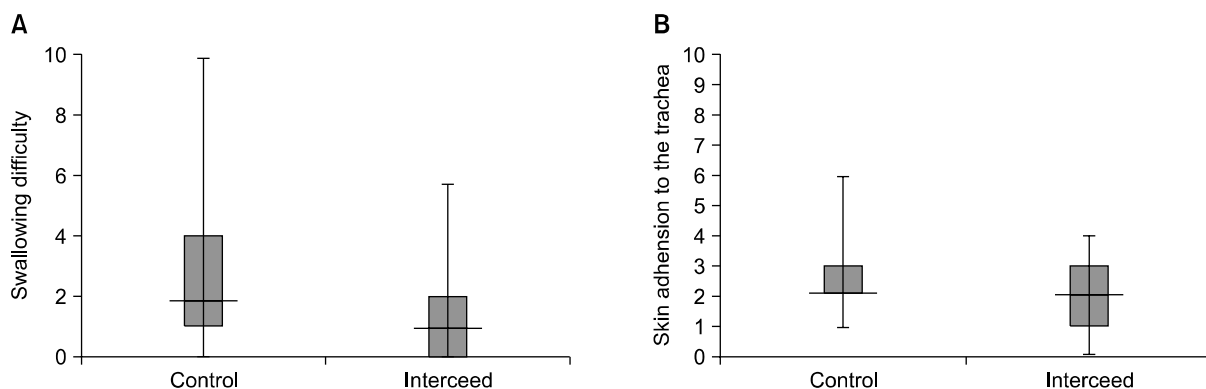 A
Swallowing difficulty
10
8
6
4
2
0
Control
Interceed
B
Skin adhension to the trachea
10
9
8
7
6
5
4
3
2
1
0
Control
Interceed